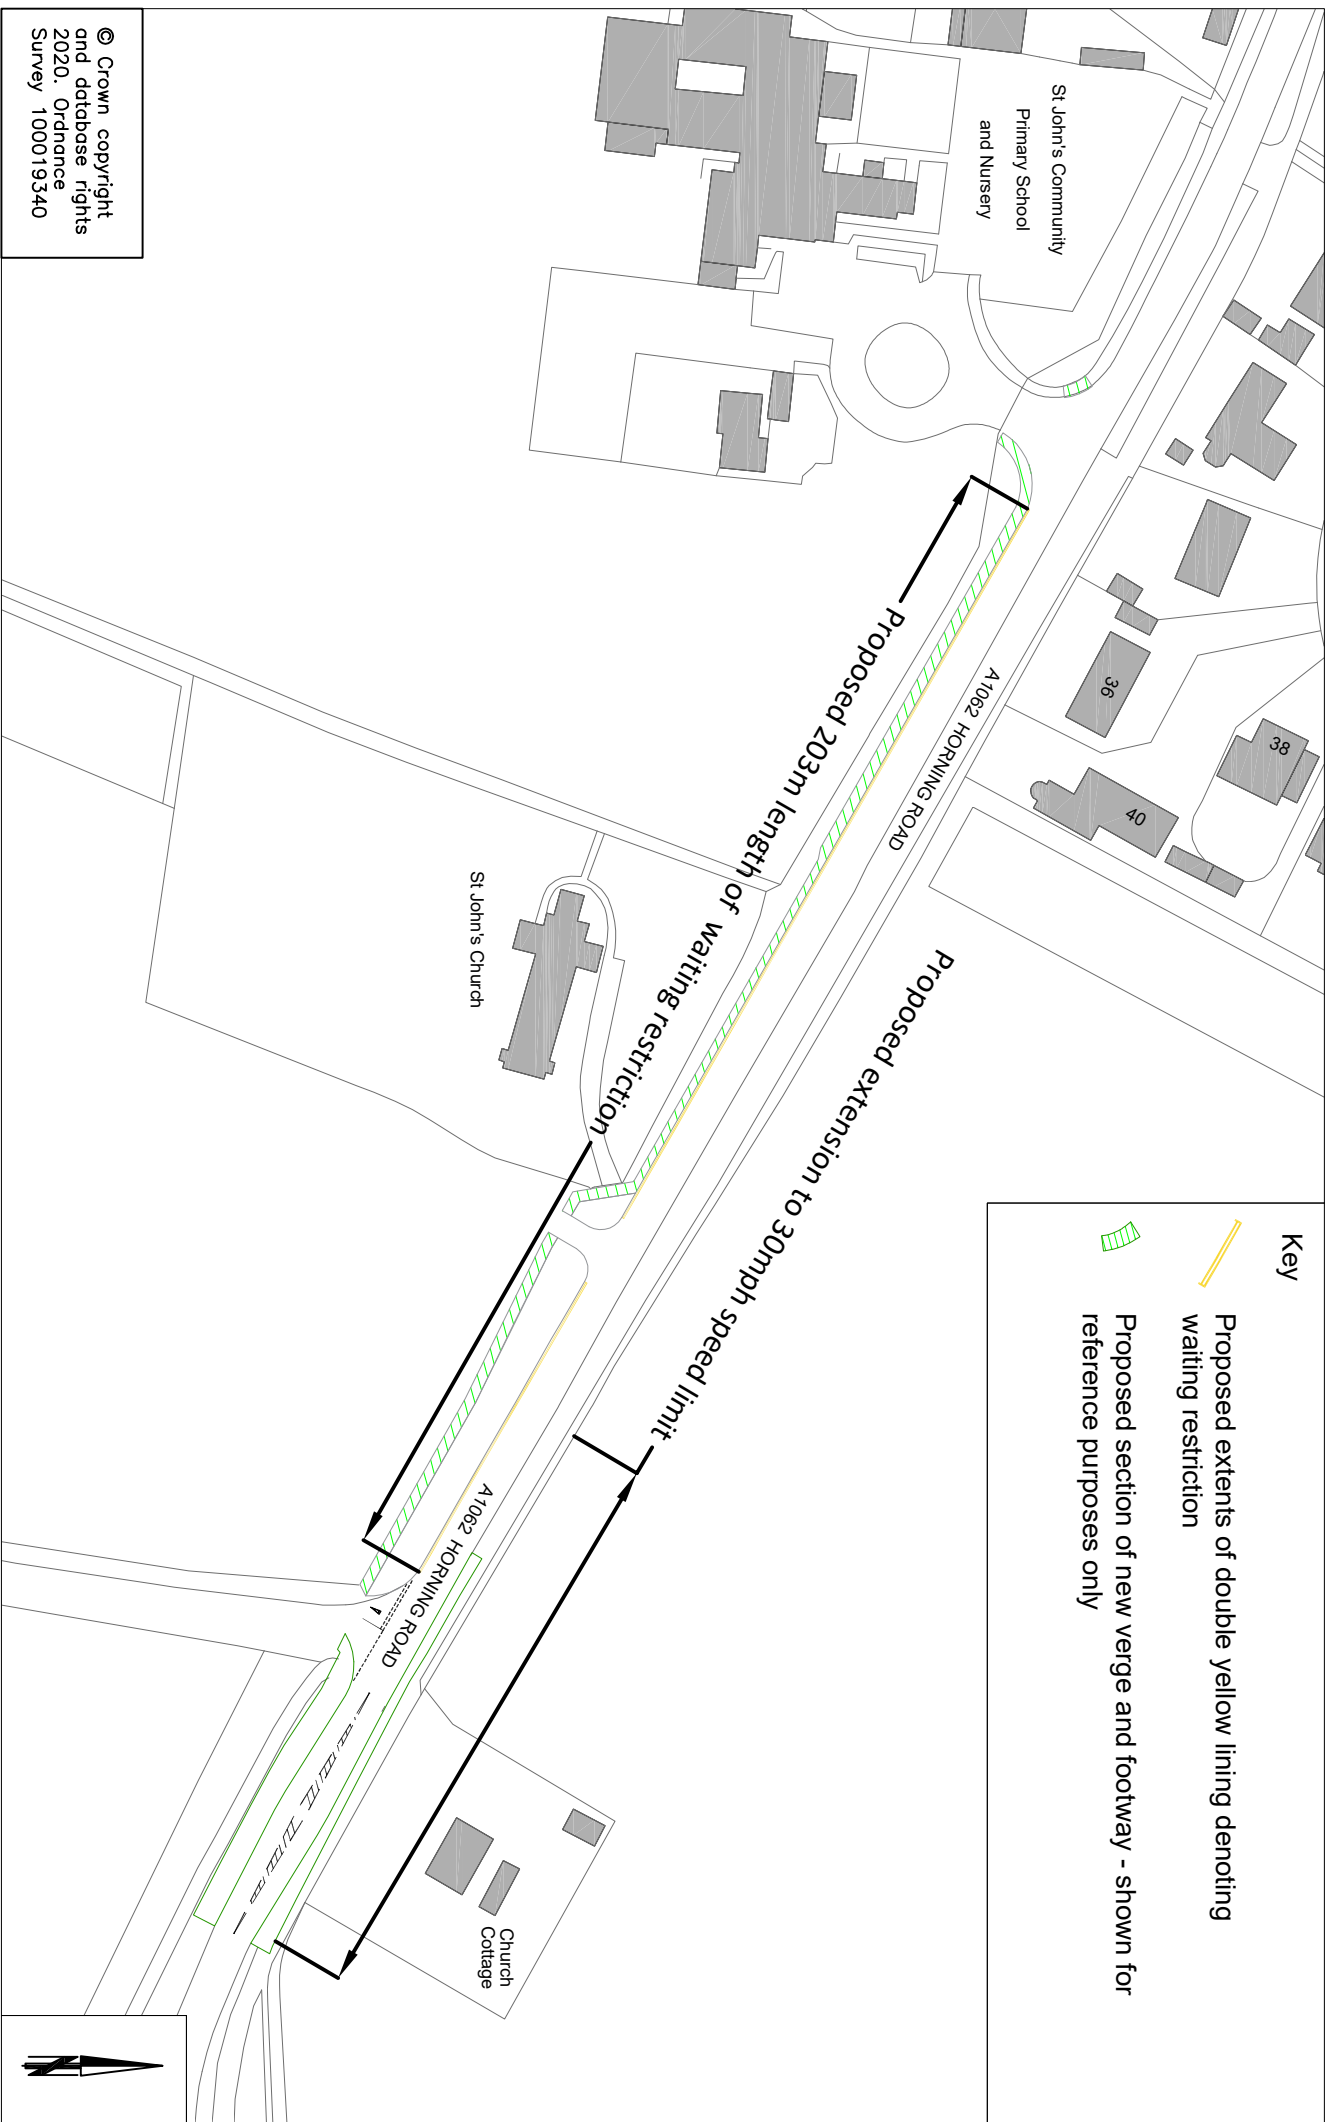 Key
Proposed extents of double yellow lining denoting
waiting restriction
Proposed section of new verge and footway - shown for
reference purposes only
St John's Community
Primary School
and Nursery
36
38
40
A1062 HORNING ROAD
Proposed 203m length of waiting restriction
Proposed extension to 30mph speed limit
St John's Church
A1062 HORNING ROAD
Church
Cottage
© Crown copyright
and database rights
2020. Ordnance
Survey 100019340
N